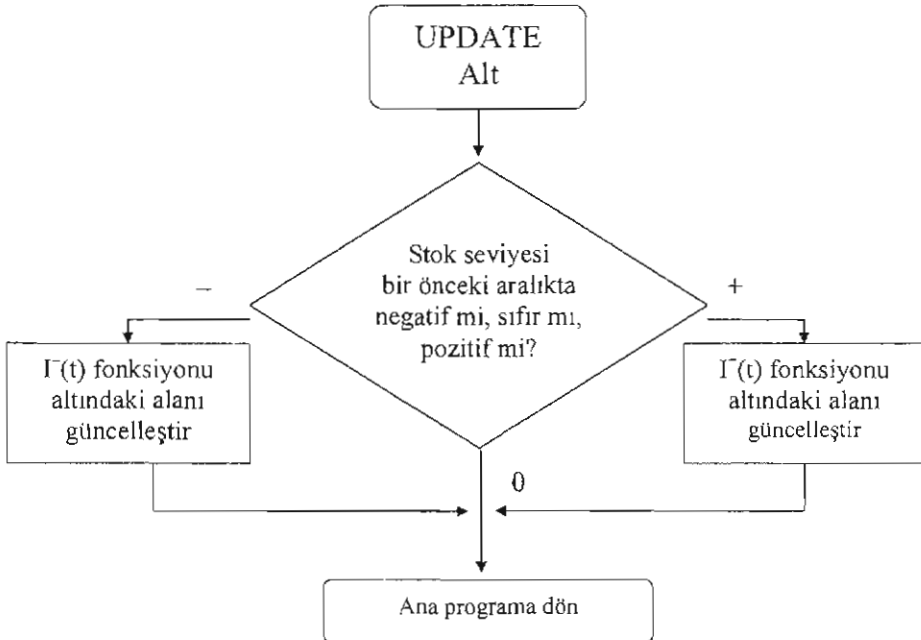 UPDATE
Alt
Stok seviyesi
bir önceki aralıkta
negatif mi, sıfır mı,
pozitif mi?
−
+
I⁻(t) fonksiyonu
altındaki alanı
güncelleştir
I⁻(t) fonksiyonu
altındaki alanı
güncelleştir
0
Ana programa dön